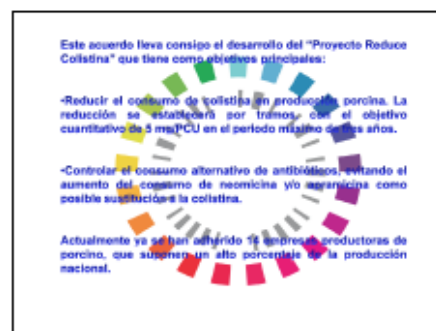 Este acuerdo lleva consigo el desarrollo del "Proyecto Reduce
Colistina" que tiene como objetivos principales:
•Reducir el consumo de colistina en producción porcina. La
reducción se establecerá por tramos, con el objetivo
cuantitativo de 5 mg/PCU en el periodo máximo de tres años.
•Controlar el consumo alternativo de antibióticos, evitando el
aumento del consumo de neomicina y/o apramicina como
posible sustitución a la colistina.
Actualmente ya se han adherido 14 empresas productoras de
porcino, que suponen un alto porcentaje de la producción
nacional.